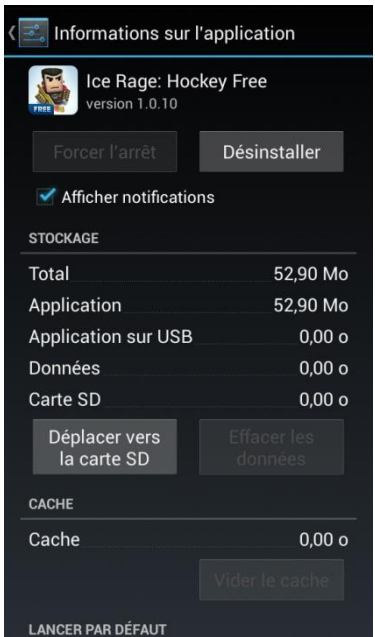 Informations sur l'application
Ice Rage: Hockey Free
version 1.0.10
FREE
Forcer l'arrêt
Désinstaller
Afficher notifications
STOCKAGE
Total 52,90 Mo
Application 52,90 Mo
Application sur USB 0,00 o
Données 0,00 o
Carte SD 0,00 o
Déplacer vers
la carte SD
Effacer les
données
CACHE
Cache 0,00 o
Vider le cache
LANCER PAR DÉFAUT